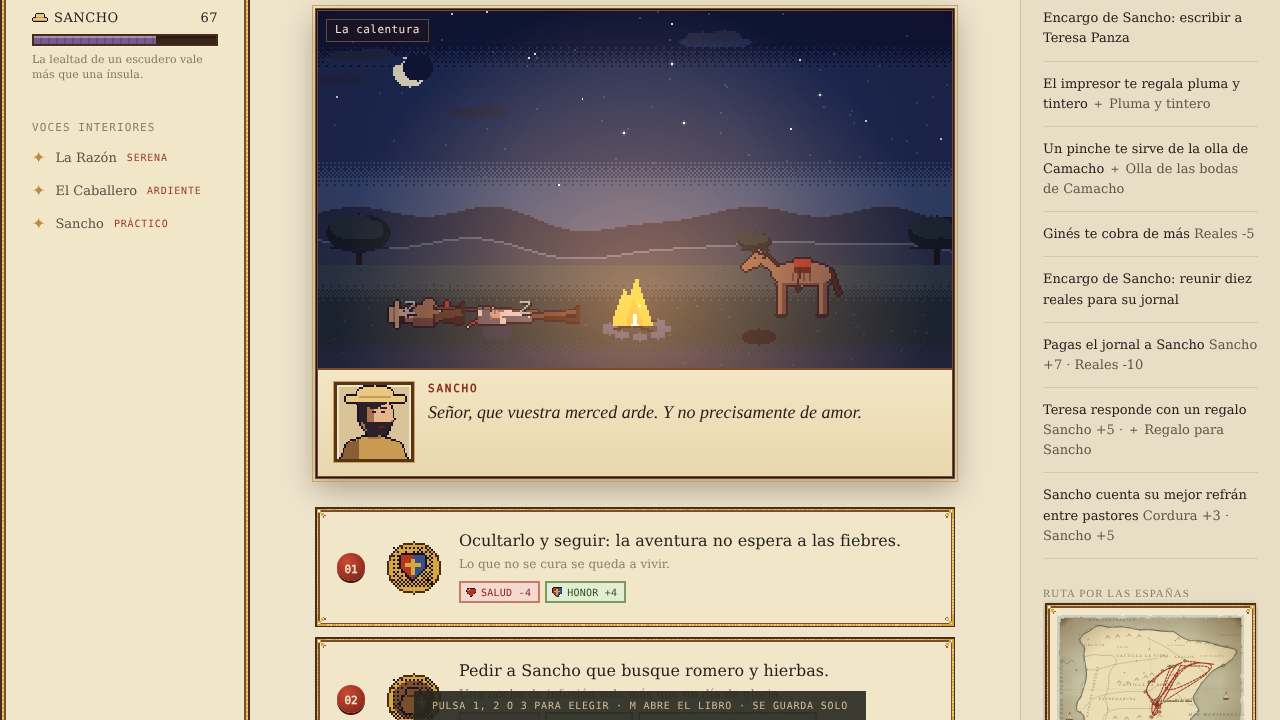 SANCHO 67
La lealtad de un escudero vale
más que una ínsula.
VOCES INTERIORES
La Razón SERENA
El Caballero ARDIENTE
Sancho PRÁCTICO
La calentura
Z
Z
SANCHO
Señor, que vuestra merced arde. Y no precisamente de amor.
01
Ocultarlo y seguir: la aventura no espera a las fiebres.
Lo que no se cura se queda a vivir.
SALUD -4 HONOR +4
02
Pedir a Sancho que busque romero y hierbas.
PULSA 1, 2 O 3 PARA ELEGIR · M ABRE EL LIBRO · SE GUARDA SOLO
Encargo de Sancho: escribir a
Teresa Panza
El impresor te regala pluma y
tintero + Pluma y tintero
Un pinche te sirve de la olla de
Camacho + Olla de las bodas
de Camacho
Ginés te cobra de más Reales -5
Encargo de Sancho: reunir diez
reales para su jornal
Pagas el jornal a Sancho Sancho
+7 · Reales -10
Teresa responde con un regalo
Sancho +5 · + Regalo para
Sancho
Sancho cuenta su mejor refrán
entre pastores Cordura +3 ·
Sancho +5
RUTA POR LAS ESPAÑAS